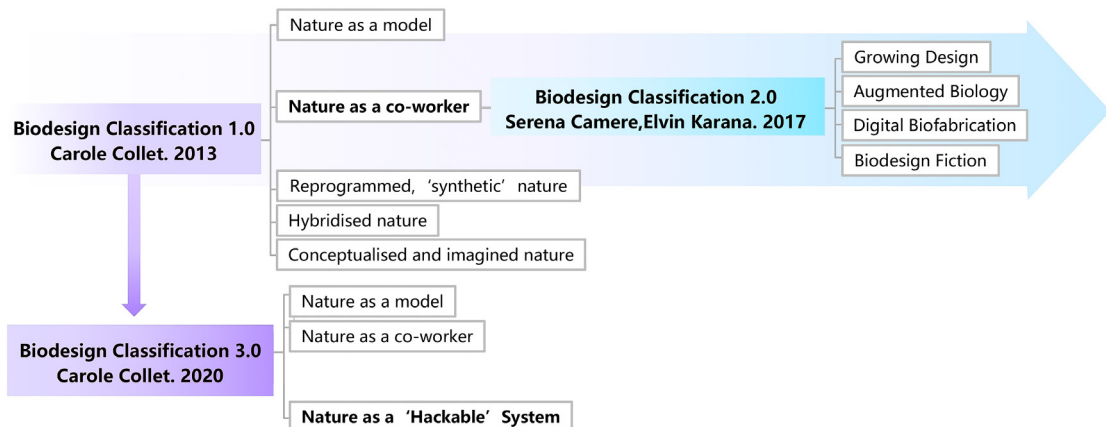 Nature as a model
Biodesign Classification 1.0
Carole Collet. 2013
Nature as a co-worker
Biodesign Classification 2.0
Serena Camere,Elvin Karana. 2017
Growing Design
Augmented Biology
Digital Biofabrication
Biodesign Fiction
Reprogrammed, ‘synthetic’ nature
Hybridised nature
Conceptualised and imagined nature
Biodesign Classification 3.0
Carole Collet. 2020
Nature as a model
Nature as a co-worker
Nature as a ‘Hackable’ System